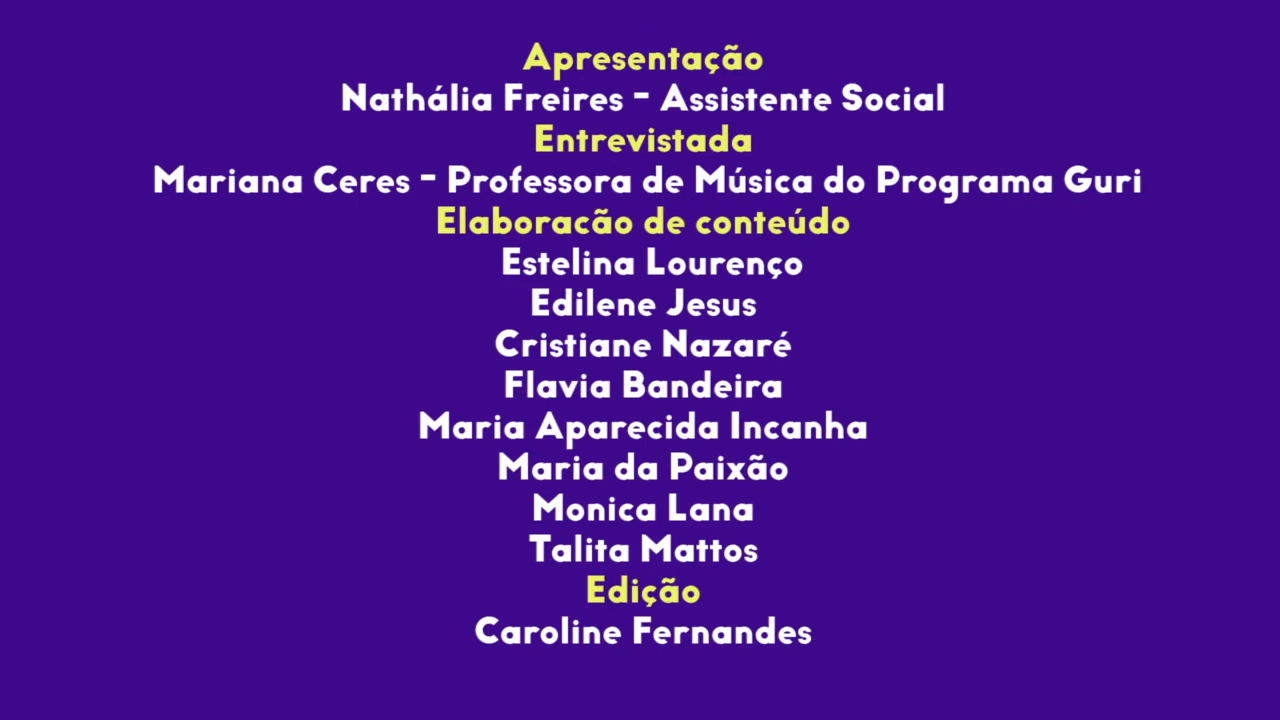 Apresentação
Nathália Freires - Assistente Social
Entrevistada
Mariana Ceres - Professora de Música do Programa Guri
Elaboracão de conteúdo
Estelina Lourenço
Edilene Jesus
Cristiane Nazaré
Flavia Bandeira
Maria Aparecida Incanha
Maria da Paixão
Monica Lana
Talita Mattos
Edição
Caroline Fernandes